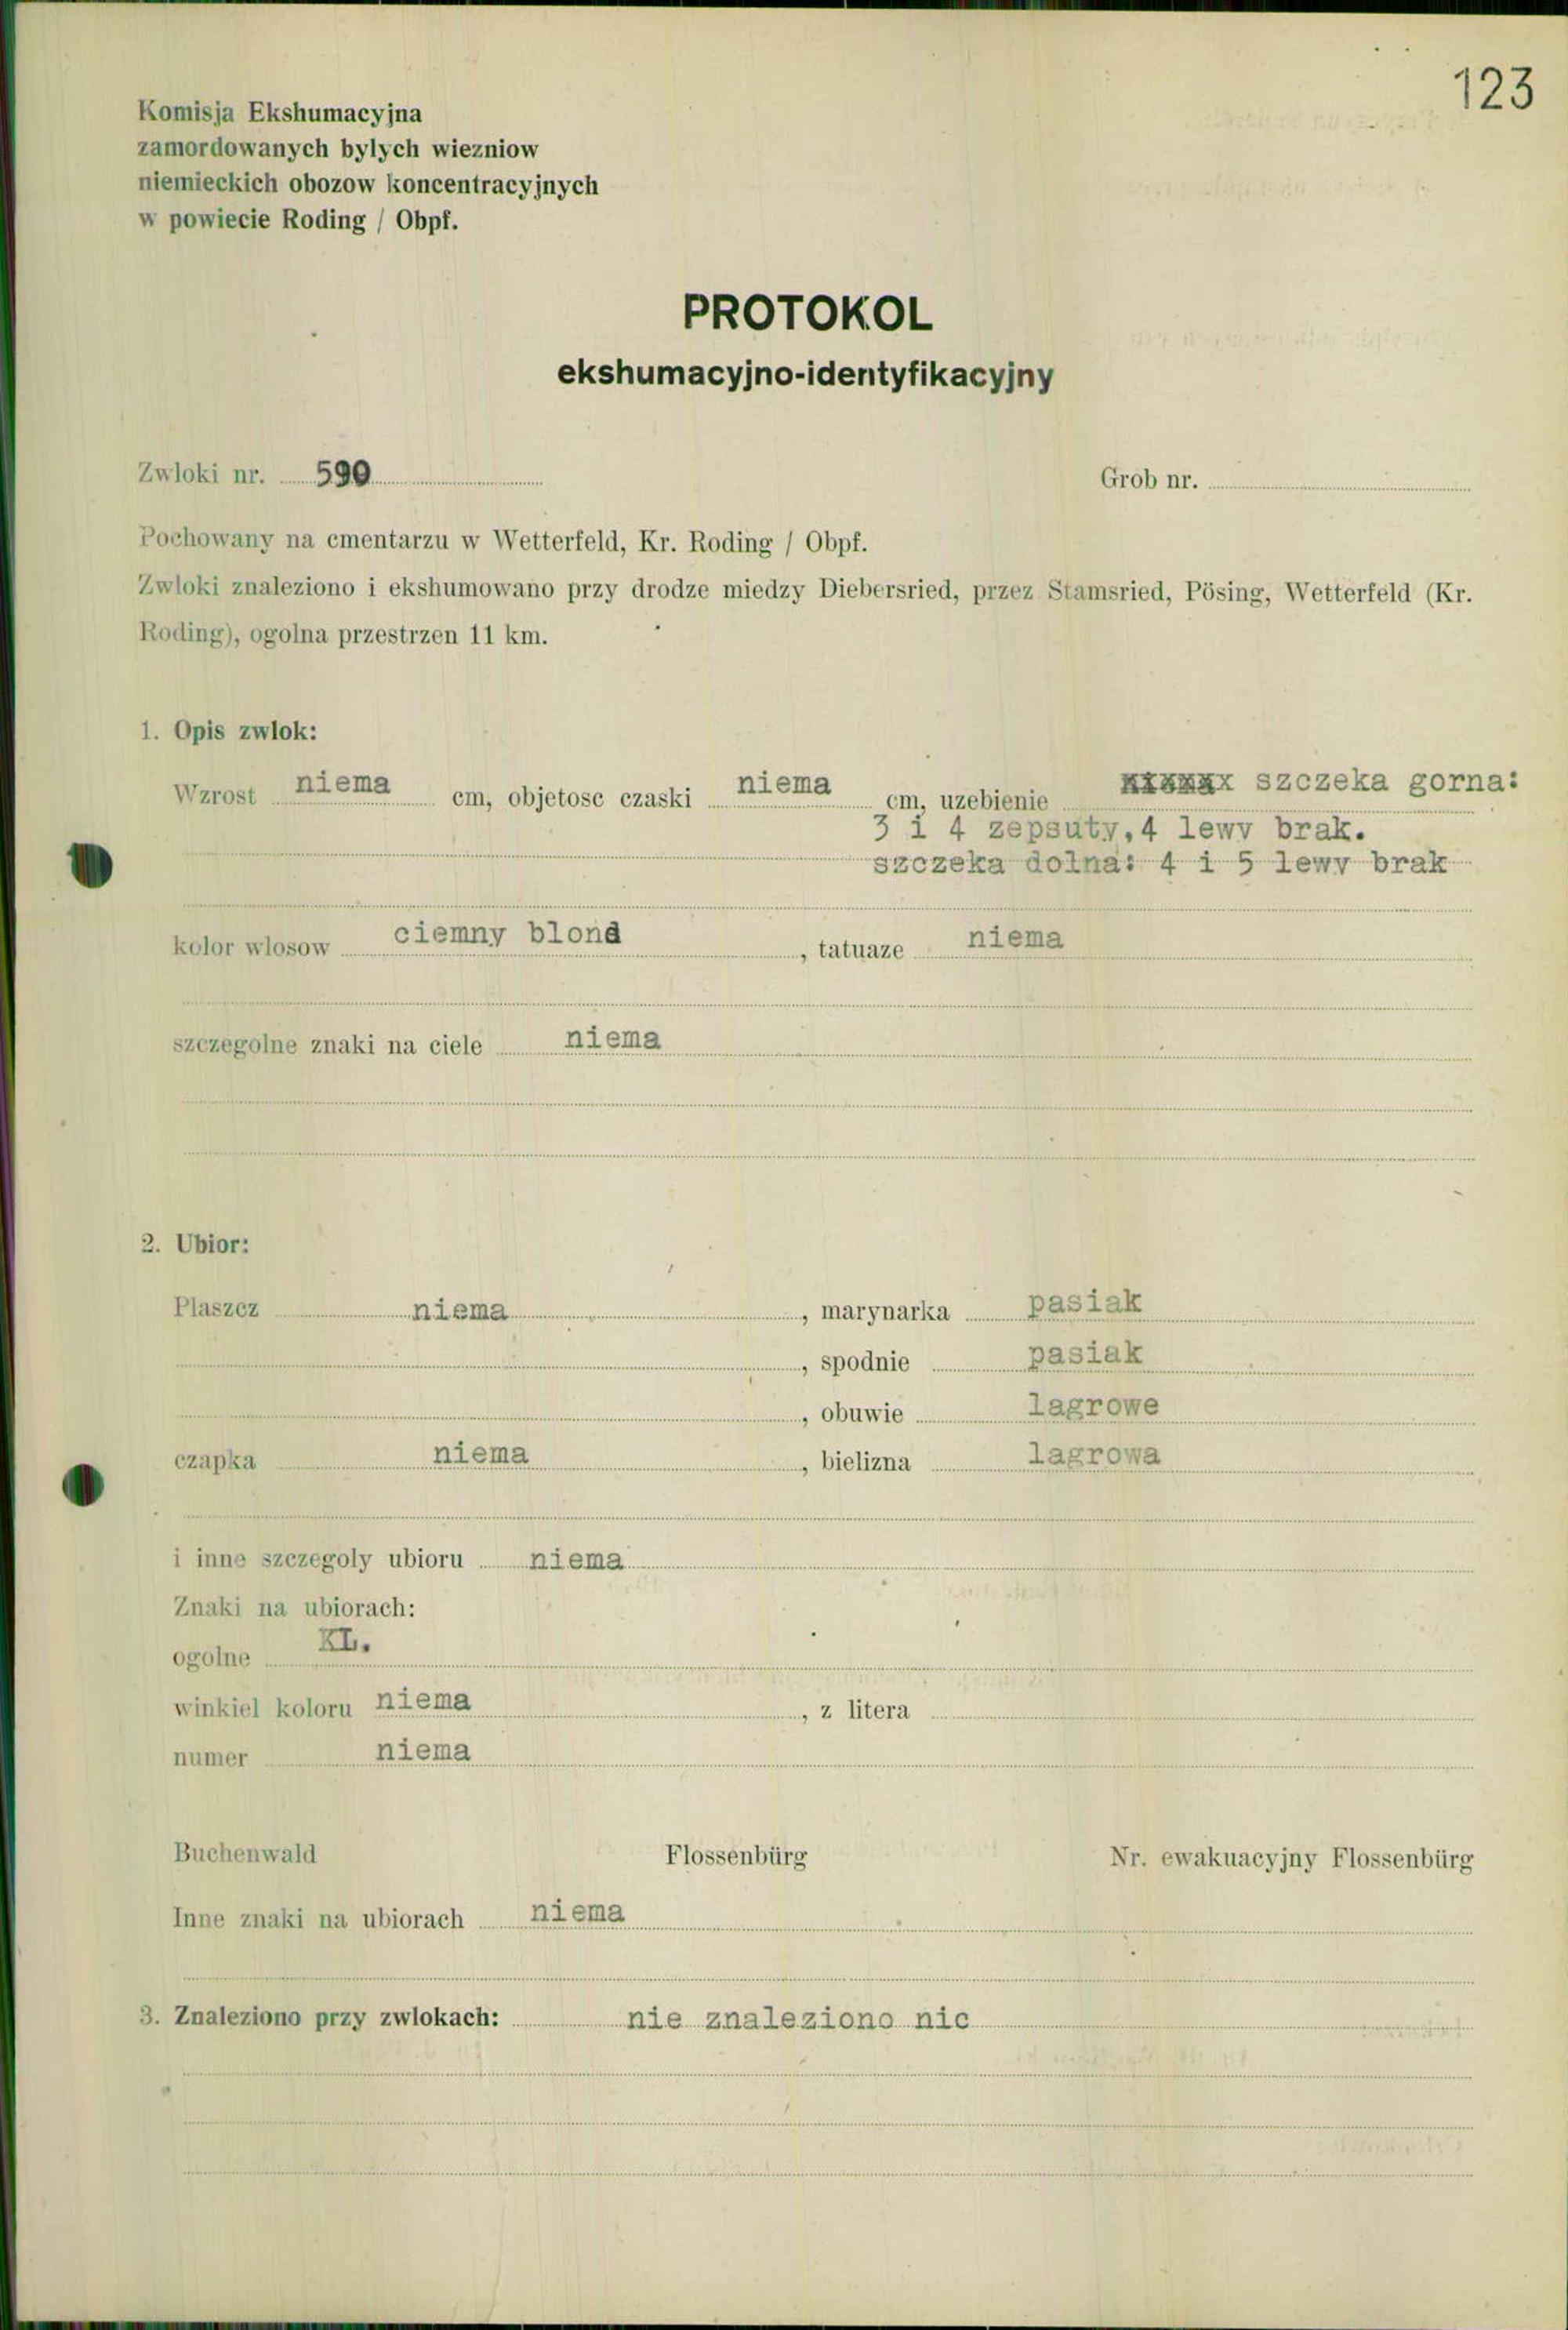 123
Komisja Ekshumacyjna
zamordowanych bylych wiezniow
niemieckich obozow koncentracyjnych
w powiecie Roding / Obpf.
PROTOKOL
ekshumacyjno-identyfikacyjny
Zwloki nr. 590 Grob nr.
Pochowany na cmentarzu w Wetterfeld, Kr. Roding / Obpf.
Zwloki znaleziono i ekshumowano przy drodze miedzy Diebersried, przez Stamsried, Pösing, Wetterfeld (Kr.
Roding), ogolna przestrzen 11 km.
1. Opis zwlok:
Wzrost niema cm, objetosc czaski niema cm, uzebienie szczeka gorna:
3 i 4 zepsuty,4 lewy brak.
szczeka dolna: 4 i 5 lewy brak
kolor wlosow ciemny blond, tatuaze niema
szczegolne znaki na ciele niema
2. Ubior:
Plaszcz niema, marynarka pasiak
, spodnie pasiak
, obuwie lagrowe
czapka niema, bielizna lagrowa
i inne szczegoly ubioru niema
Znaki na ubiorach:
ogolne KL.
winkiel koloru niema, z litera
numer niema
Buchenwald Flossenbürg Nr. ewakuacyjny Flossenbürg
Inne znaki na ubiorach niema
3. Znaleziono przy zwlokach: nie znaleziono nic